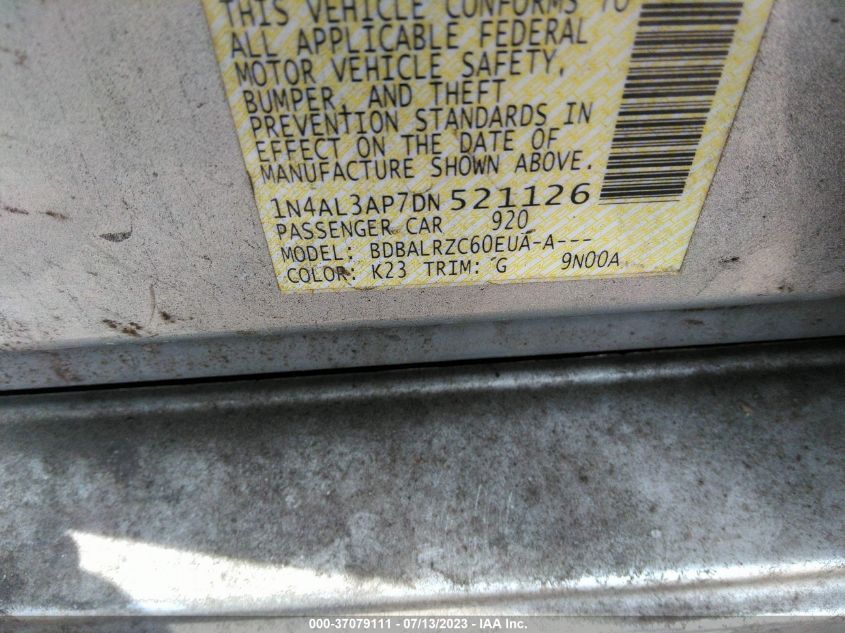 THIS VEHICLE CONFORMS TO
ALL APPLICABLE FEDERAL
MOTOR VEHICLE SAFETY,
BUMPER, AND THEFT
PREVENTION STANDARDS IN
EFFECT ON THE DATE OF
MANUFACTURE SHOWN ABOVE.
1N4AL3AP7DN 521126
PASSENGER CAR 920
MODEL: BDBALRZC60EUA-A---
COLOR: K23 TRIM: G 9N00A
000-37079111 - 07/13/2023 - IAA Inc.